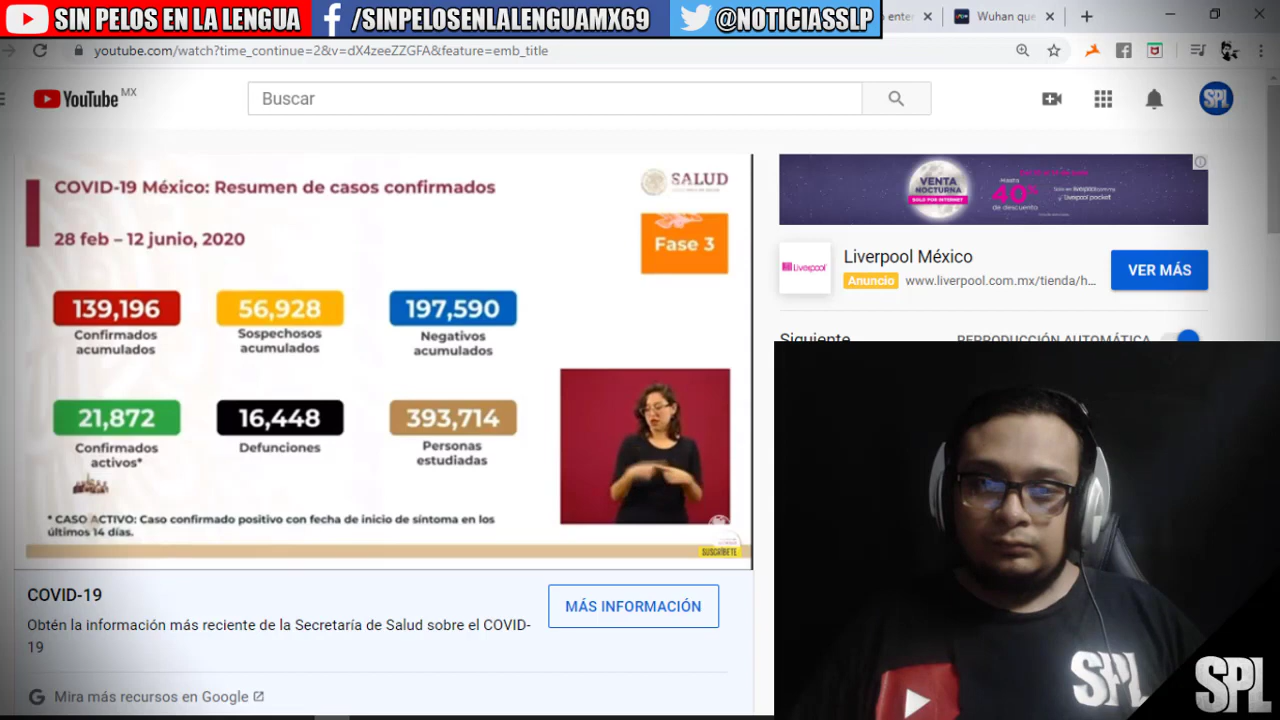 SIN PELOS EN LA LENGUA
/SINPELOSENLALENGUAMX69
@NOTICIASSLP
Wuhan que
youtube.com/watch?time_continue=2&v=dX4zeeZZGFA&feature=emb_title
YouTube MX
Buscar
SPL
COVID-19 México: Resumen de casos confirmados
28 feb – 12 junio, 2020
SALUD
Fase 3
139,196
Confirmados
acumulados
56,928
Sospechosos
acumulados
197,590
Negativos
acumulados
21,872
Confirmados
activos*
16,448
Defunciones
393,714
Personas
estudiadas
* CASO ACTIVO: Caso confirmado positivo con fecha de inicio de síntoma en los
últimos 14 días.
SUSCRÍBETE
VENTA
NOCTURNA
SOLO POR INTERNET
Hasta
40%
de descuento
Liverpool
Liverpool México
Anuncio
www.liverpool.com.mx/tienda/h...
VER MÁS
Siguiente
REPRODUCCIÓN AUTOMÁTICA
COVID-19
Obtén la información más reciente de la Secretaría de Salud sobre el COVID-
19
MÁS INFORMACIÓN
Mira más recursos en Google
SPL
SPL